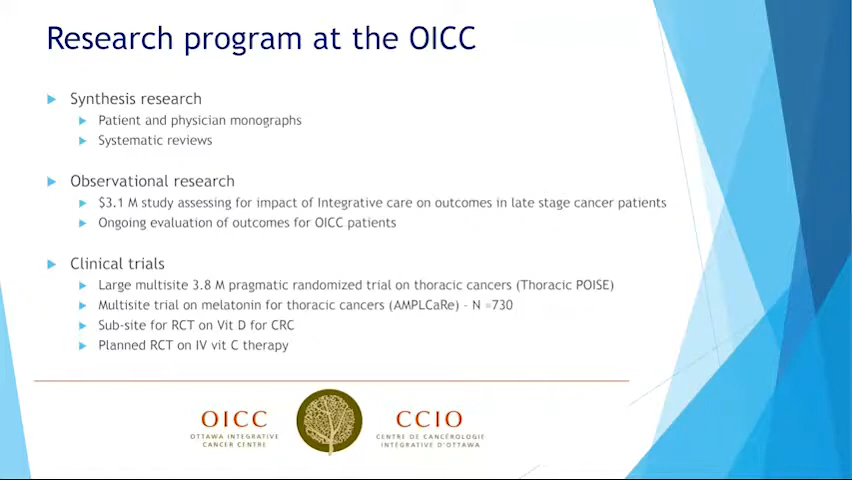 Research program at the OICC
Synthesis research
Patient and physician monographs
Systematic reviews
Observational research
$3.1 M study assessing for impact of Integrative care on outcomes in late stage cancer patients
Ongoing evaluation of outcomes for OICC patients
Clinical trials
Large multisite 3.8 M pragmatic randomized trial on thoracic cancers (Thoracic POISE)
Multisite trial on melatonin for thoracic cancers (AMPLCaRe) – N =730
Sub-site for RCT on Vit D for CRC
Planned RCT on IV vit C therapy
OICC
OTTAWA INTEGRATIVE
CANCER CENTRE
CCIO
CENTRE DE CANCÉROLOGIE
INTÉGRATIVE D'OTTAWA